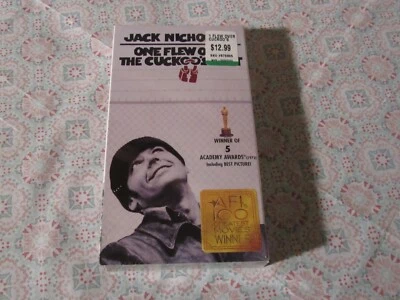 JACK NICHO
$12.99
ONE FLEW O
THE CUCKOO'S
WINNER OF
5
ACADEMY AWARDS
Including BEST PICTURE!
AFI
100
MOVIES
WINNER